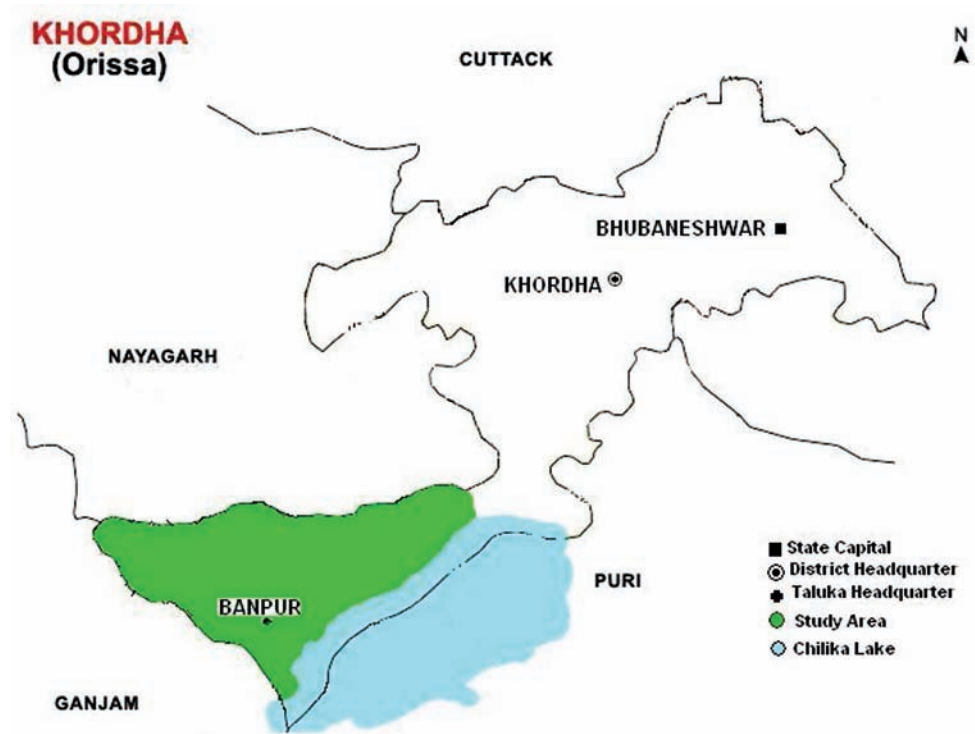 KHORDHA
(Orissa)
N
CUTTACK
BHUBANESHWAR
KHORDHA
NAYAGARH
BANPUR
PURI
GANJAM
State Capital
District Headquarter
Taluka Headquarter
Study Area
Chilika Lake